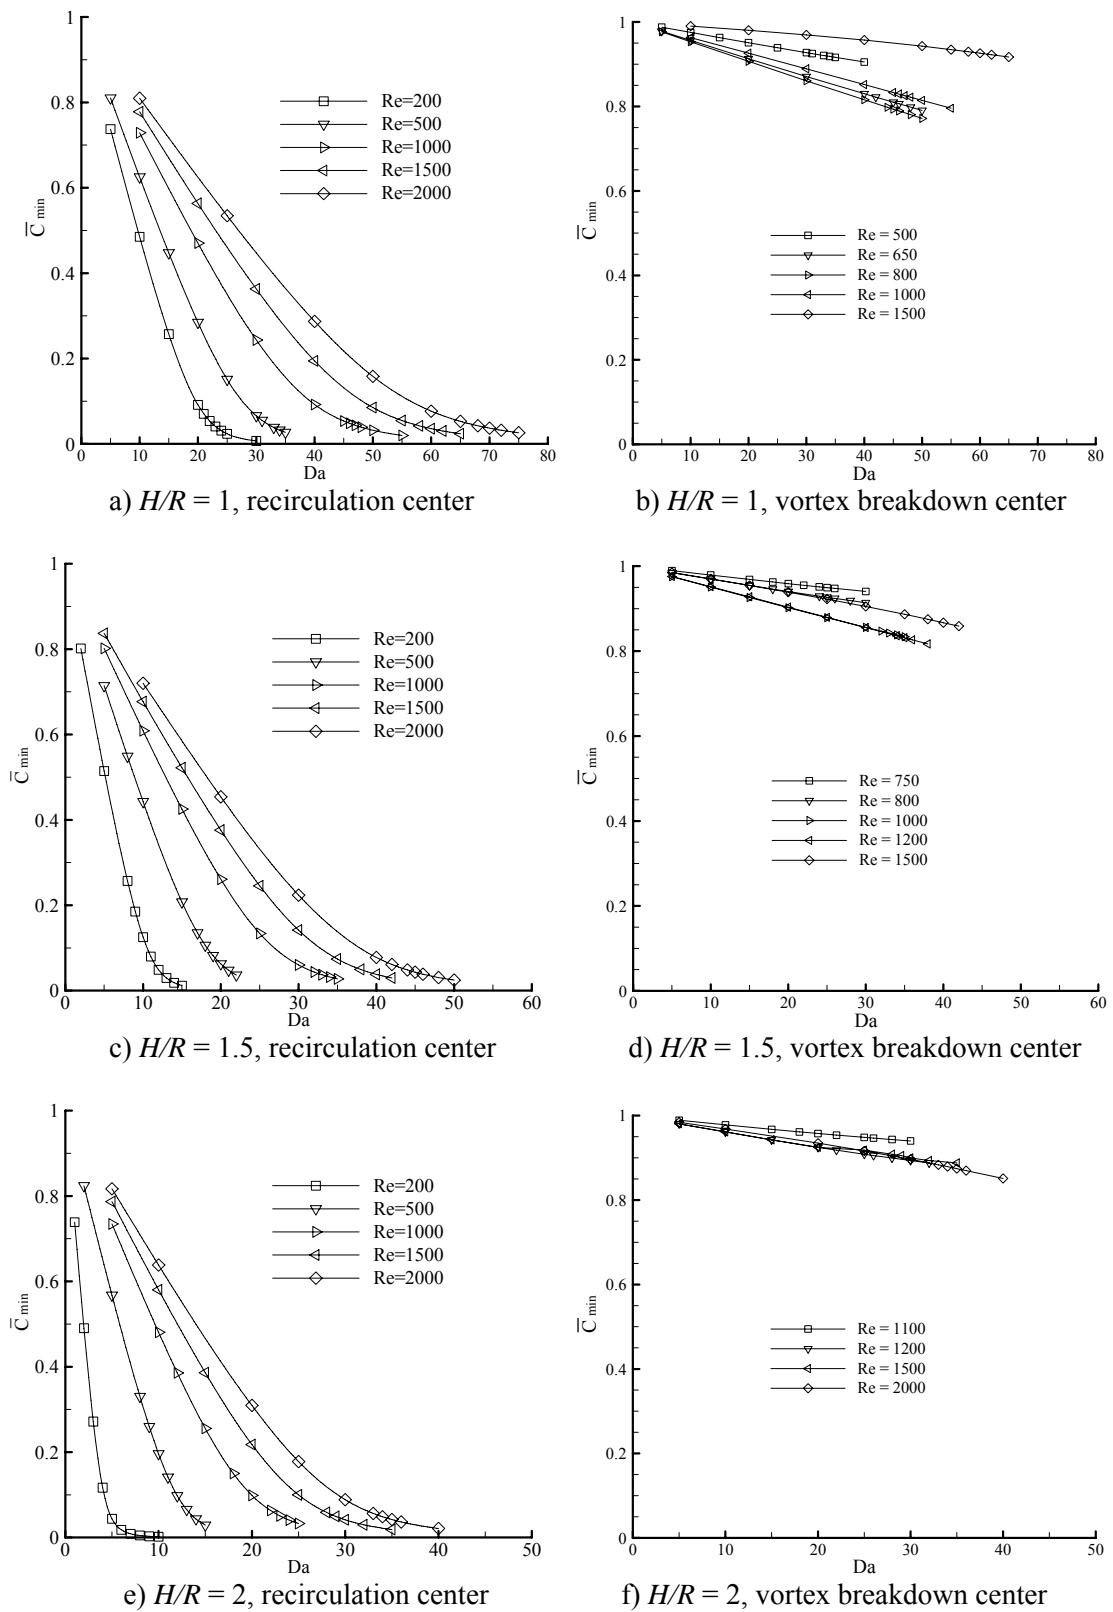 1
0.8
0.6
0.4
0.2
0
C̅ min
Re=200
Re=500
Re=1000
Re=1500
Re=2000
0 10 20 30 40 50 60 70 80
Da
a) H/R = 1, recirculation center
1
0.8
0.6
0.4
0.2
0
C̅ min
Re = 500
Re = 650
Re = 800
Re = 1000
Re = 1500
10 20 30 40 50 60 70 80
Da
b) H/R = 1, vortex breakdown center
1
0.8
0.6
0.4
0.2
0
C̅ min
Re=200
Re=500
Re=1000
Re=1500
Re=2000
0 10 20 30 40 50 60
Da
c) H/R = 1.5, recirculation center
1
0.8
0.6
0.4
0.2
0
C̅ min
Re = 750
Re = 800
Re = 1000
Re = 1200
Re = 1500
0 10 20 30 40 50 60
Da
d) H/R = 1.5, vortex breakdown center
1
0.8
0.6
0.4
0.2
0
C̅ min
Re=200
Re=500
Re=1000
Re=1500
Re=2000
0 10 20 30 40 50
Da
e) H/R = 2, recirculation center
1
0.8
0.6
0.4
0.2
0
C̅ min
Re = 1100
Re = 1200
Re = 1500
Re = 2000
0 10 20 30 40 50
Da
f) H/R = 2, vortex breakdown center